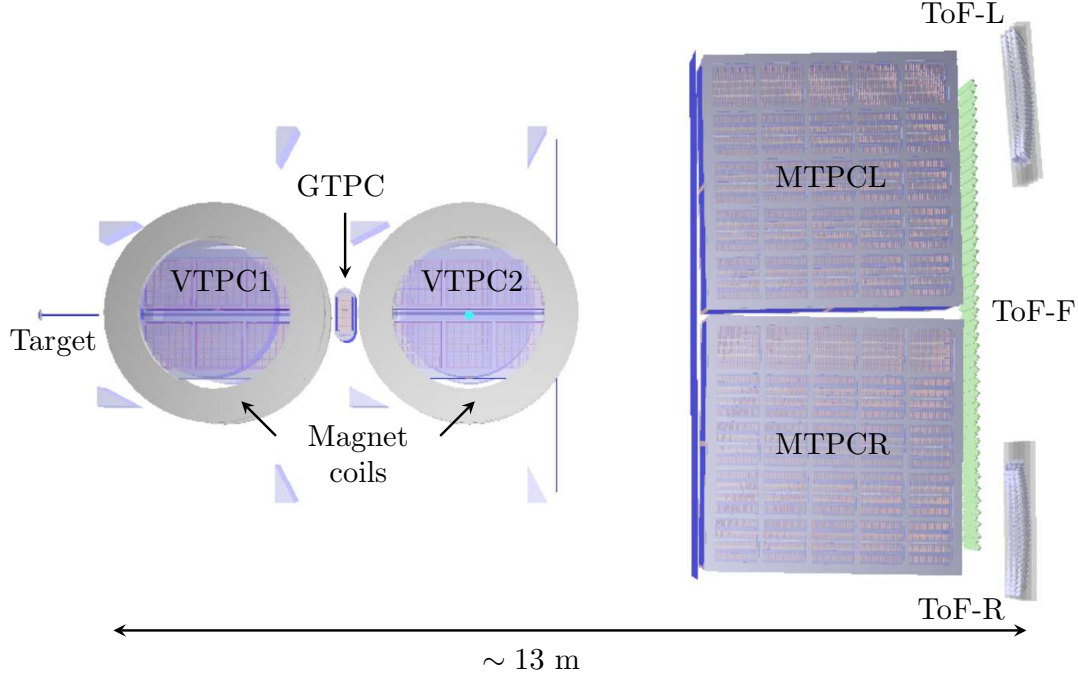 ToF-L
GTPC
MTPCL
VTPC1
VTPC2
ToF-F
Target
Magnet
coils
MTPCR
ToF-R
∼ 13 m